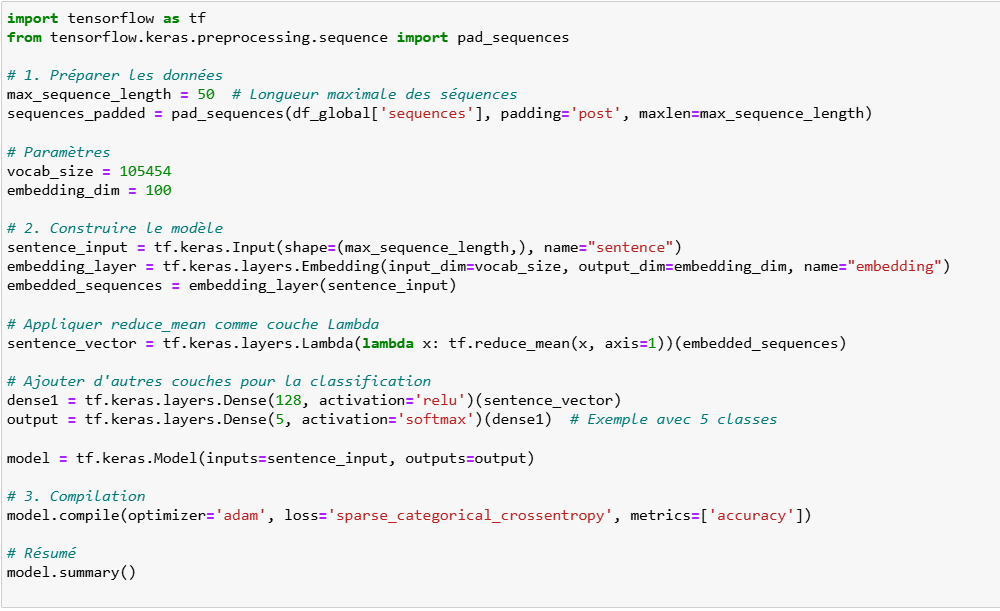 import tensorflow as tf
from tensorflow.keras.preprocessing.sequence import pad_sequences
# 1. Préparer les données
max_sequence_length = 50  # Longueur maximale des séquences
sequences_padded = pad_sequences(df_global['sequences'], padding='post', maxlen=max_sequence_length)
# Paramètres
vocab_size = 105454
embedding_dim = 100
# 2. Construire le modèle
sentence_input = tf.keras.Input(shape=(max_sequence_length,), name="sentence")
embedding_layer = tf.keras.layers.Embedding(input_dim=vocab_size, output_dim=embedding_dim, name="embedding")
embedded_sequences = embedding_layer(sentence_input)
# Appliquer reduce_mean comme couche Lambda
sentence_vector = tf.keras.layers.Lambda(lambda x: tf.reduce_mean(x, axis=1))(embedded_sequences)
# Ajouter d'autres couches pour la classification
dense1 = tf.keras.layers.Dense(128, activation='relu')(sentence_vector)
output = tf.keras.layers.Dense(5, activation='softmax')(dense1)  # Exemple avec 5 classes
model = tf.keras.Model(inputs=sentence_input, outputs=output)
# 3. Compilation
model.compile(optimizer='adam', loss='sparse_categorical_crossentropy', metrics=['accuracy'])
# Résumé
model.summary()